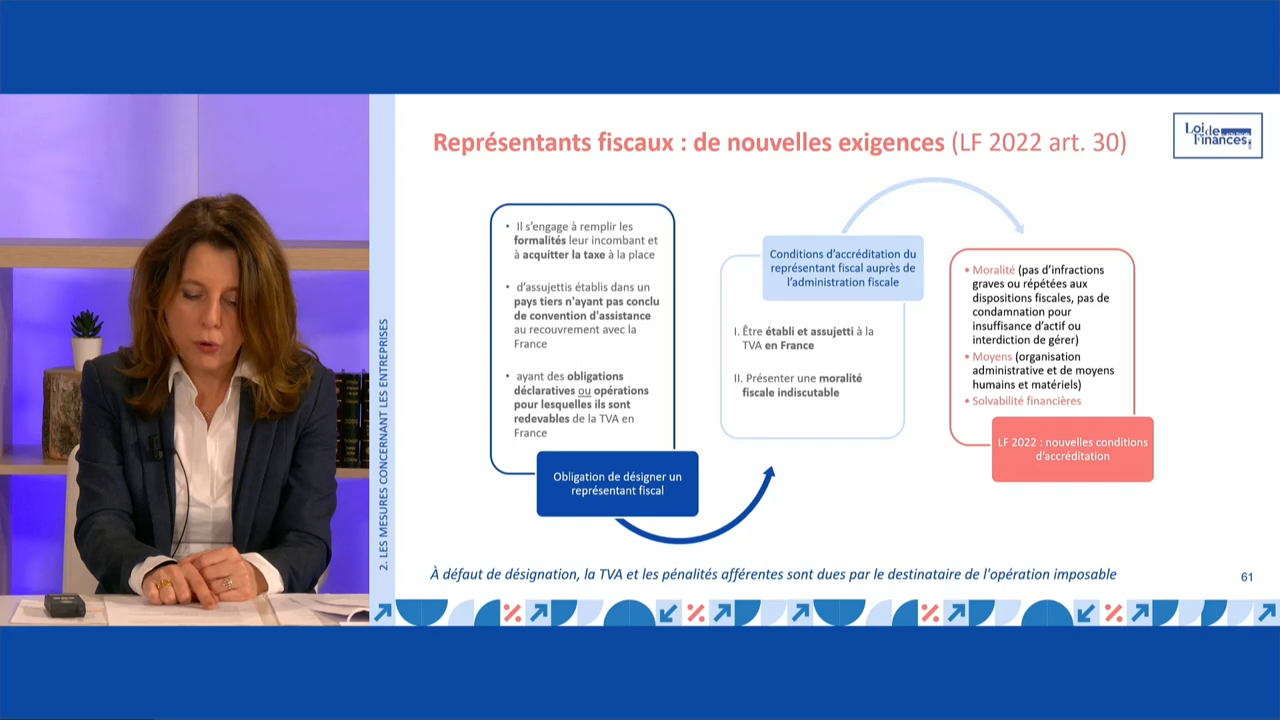 Représentants fiscaux : de nouvelles exigences (LF 2022 art. 30)
Loi de
Finances
• Il s'engage à remplir les
formalités leur incombant et
à acquitter la taxe à la place
• d'assujettis établis dans un
pays tiers n'ayant pas conclu
de convention d'assistance
au recouvrement avec la
France
• ayant des obligations
déclaratives ou opérations
pour lesquelles ils sont
redevables de la TVA en
France
Obligation de désigner un
représentant fiscal
Conditions d'accréditation du
représentant fiscal auprès de
l'administration fiscale
I. Être établi et assujetti à la
TVA en France
II. Présenter une moralité
fiscale indiscutable
• Moralité (pas d'infractions
graves ou répétées aux
dispositions fiscales, pas de
condamnation pour
insuffisance d'actif ou
interdiction de gérer)
• Moyens (organisation
administrative et de moyens
humains et matériels)
• Solvabilité financières
LF 2022 : nouvelles conditions
d'accréditation
2. LES MESURES CONCERNANT LES ENTREPRISES
À défaut de désignation, la TVA et les pénalités afférentes sont dues par le destinataire de l'opération imposable
61